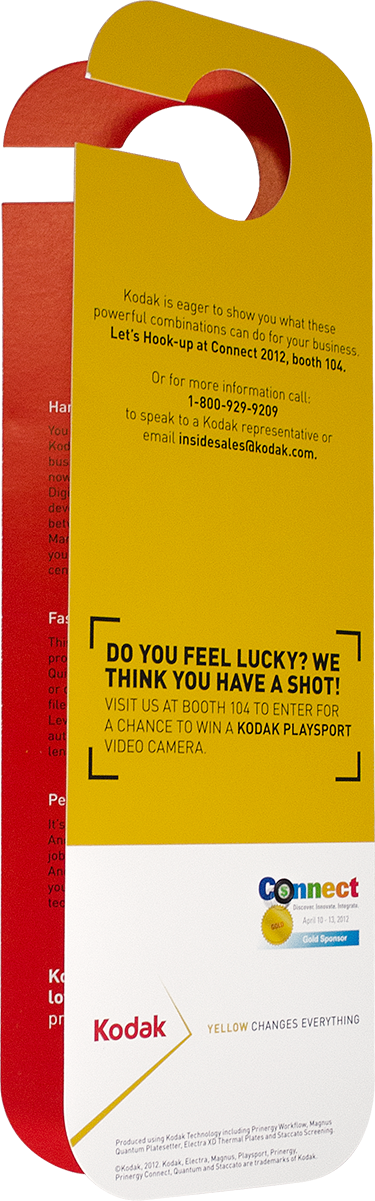 Kodak is eager to show you what these
powerful combinations can do for your business.
Let's Hook-up at Connect 2012, booth 104.
Or for more information call:
1-800-929-9209
to speak to a Kodak representative or
email insidesales@kodak.com.
DO YOU FEEL LUCKY? WE
THINK YOU HAVE A SHOT!
VISIT US AT BOOTH 104 TO ENTER FOR
A CHANCE TO WIN A KODAK PLAYSPORT
VIDEO CAMERA.
Connect
Discover. Innovate. Integrate.
April 10 - 13, 2012
GOLD
Gold Sponsor
Kodak
YELLOW CHANGES EVERYTHING
Produced using Kodak Technology including Prinergy Workflow, Magnus
Quantum Platesetter, Electra XD Thermal Plates and Staccato Screening.
©Kodak, 2012. Kodak, Electra, Magnus, Playsport, Prinergy,
Prinergy Connect, Quantum and Staccato are trademarks of Kodak.